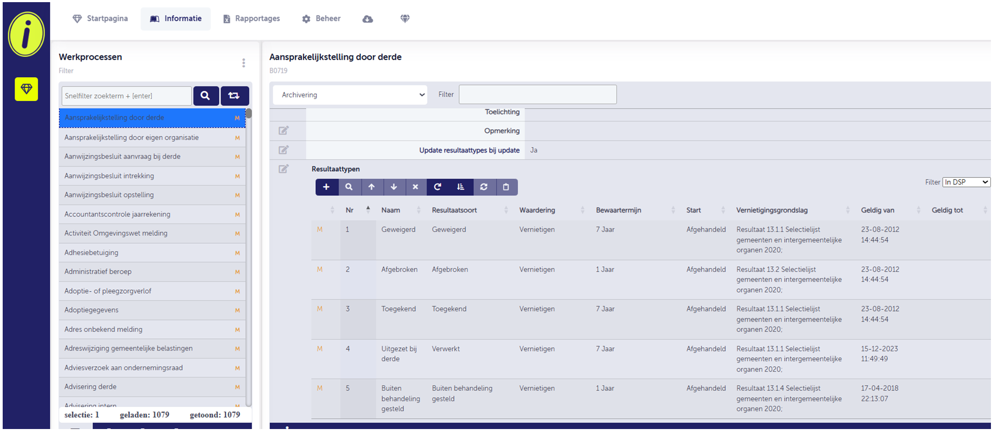 Startpagina
Informatie
Rapportages
Beheer
Werkprocessen
Filter
Snelfilter zoekterm + [enter]
Aansprakelijkstelling door derde M
Aansprakelijkstelling door eigen organisatie M
Aanwijzingsbesluit aanvraag bij derde M
Aanwijzingsbesluit intrekking M
Aanwijzingsbesluit opstelling M
Accountantscontrole jaarrekening M
Activiteit Omgevingswet melding M
Adhesiebetuiging M
Administratief beroep M
Adoptie- of pleegzorgverlof M
Adoptiegegevens M
Adres onbekend melding M
Adreswijziging gemeentelijke belastingen M
Adviesverzoek aan ondernemingsraad M
Advisering derde M
Advisering intern M
selectie: 1 geladen: 1079 getoond: 1079
Aansprakelijkstelling door derde
B0719
Archivering
Filter
Toelichting
Opmerking
Update resultaattypes bij update Ja
Resultaattypen
Filter In DSP
Nr Naam Resultaatsoort Waardering Bewaartermijn Start Vernietigingsgrondslag Geldig van Geldig tot
M 1 Geweigerd Geweigerd Vernietigen 7 Jaar Afgehandeld Resultaat 13.1.1 Selectielijst 23-08-2012
gemeenten en intergemeentelijke 14:44:54
organen 2020;
M 2 Afgebroken Afgebroken Vernietigen 1 Jaar Afgehandeld Resultaat 13.2 Selectielijst 23-08-2012
gemeenten en intergemeentelijke 14:44:54
organen 2020;
M 3 Toegekend Toegekend Vernietigen 7 Jaar Afgehandeld Resultaat 13.1.1 Selectielijst 23-08-2012
gemeenten en intergemeentelijke 14:44:54
organen 2020;
M 4 Uitgezet bij Verwerkt Vernietigen 7 Jaar Afgehandeld Resultaat 13.1.1 Selectielijst 15-12-2023
derde gemeenten en intergemeentelijke 11:49:49
organen 2020;
M 5 Buiten Buiten behandeling Vernietigen 1 Jaar Afgehandeld Resultaat 13.1.4 Selectielijst 17-04-2018
behandeling gesteld gemeenten en intergemeentelijke 22:13:07
gesteld organen 2020;